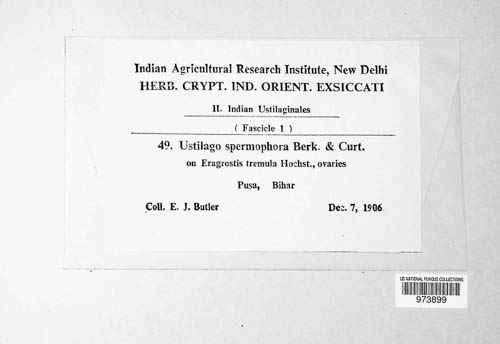 Indian Agricultural Research Institute, New Delhi
HERB. CRYPT. IND. ORIENT. EXSICCATI
II. Indian Ustilaginales
( Fascicle 1 )
49. Ustilago spermophora Berk. & Curt.
on Eragrostis tremula Hochst., ovaries
Pusa, Bihar
Coll. E. J. Butler Dec. 7, 1906
US NATIONAL FUNGUS COLLECTIONS
973899